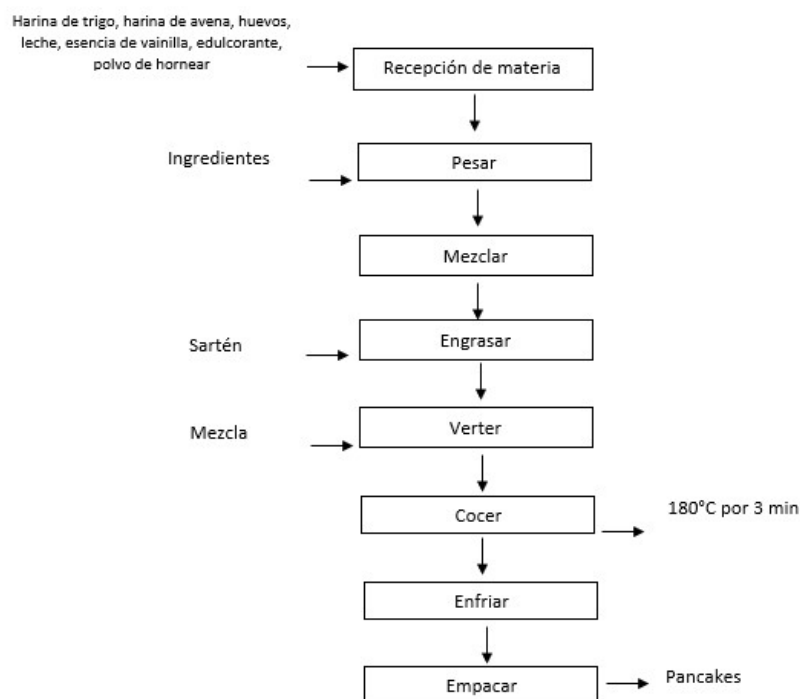 Harina de trigo, harina de avena, huevos,
leche, esencia de vainilla, edulcorante,
polvo de hornear
Recepción de materia
Ingredientes
Pesar
Mezclar
Sartén
Engrasar
Mezcla
Verter
Cocer
180°C por 3 min
Enfriar
Empacar
Pancakes